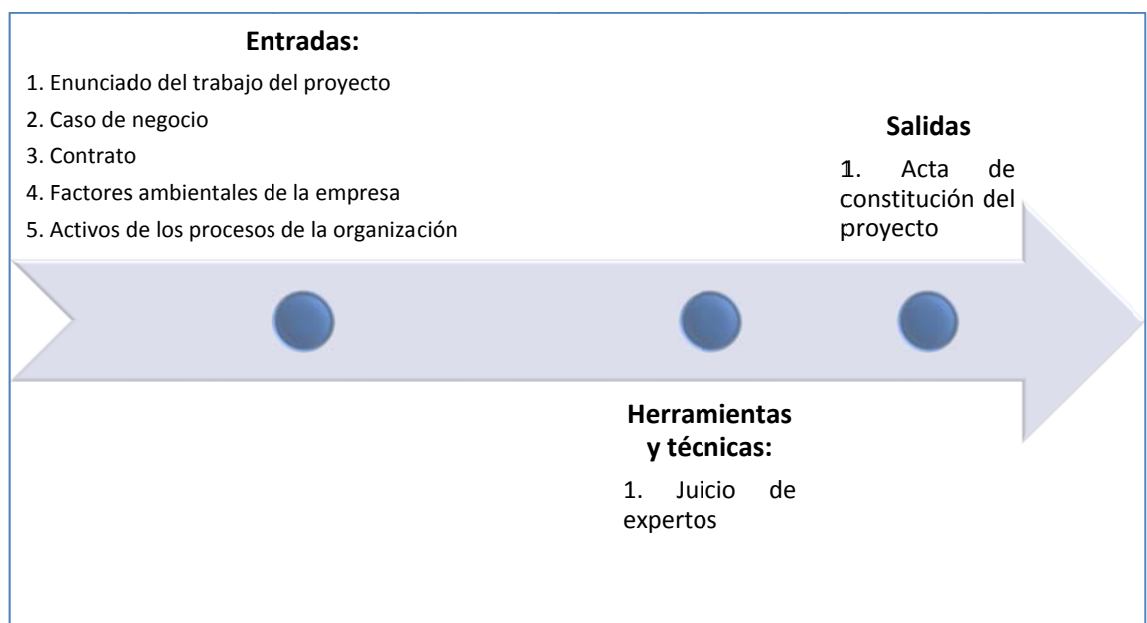 Entradas:
1. Enunciado del trabajo del proyecto
2. Caso de negocio
3. Contrato
4. Factores ambientales de la empresa
5. Activos de los procesos de la organización
Salidas
1. Acta de
constitución del
proyecto
Herramientas
y técnicas:
1. Juicio de
expertos